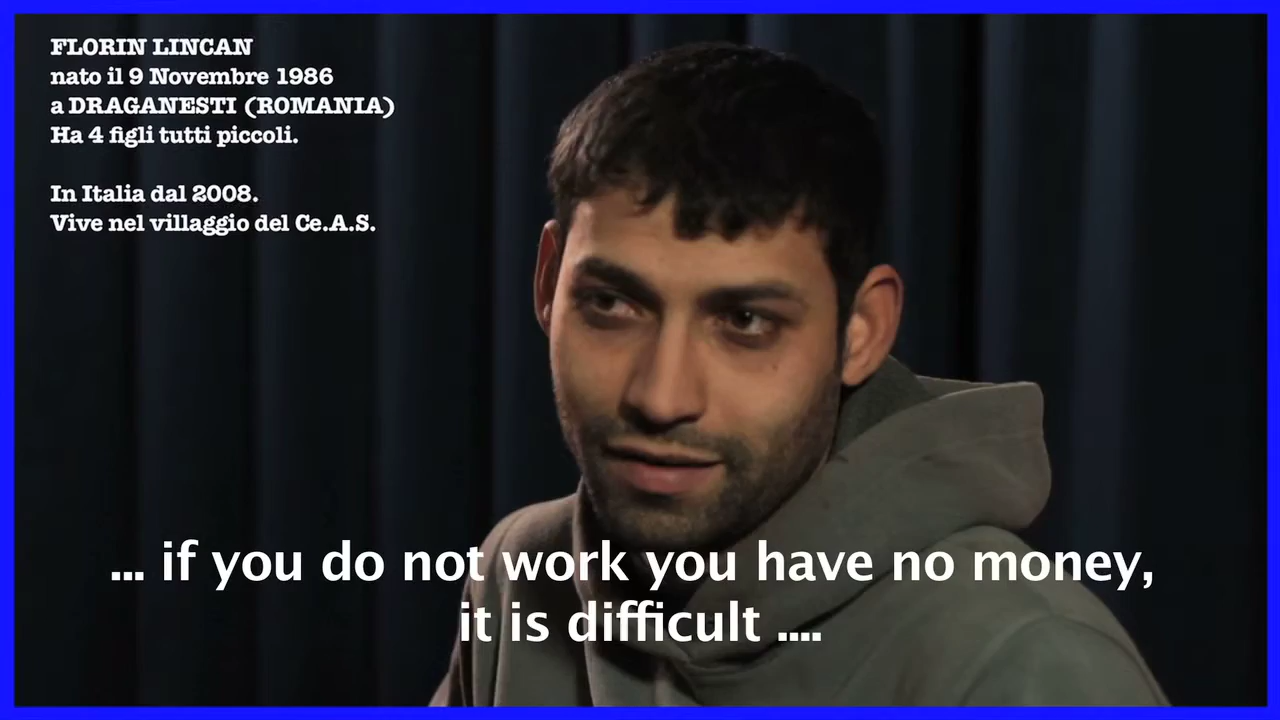 FLORIN LINCAN
nato il 9 Novembre 1986
a DRAGANESTI (ROMANIA)
Ha 4 figli tutti piccoli.
In Italia dal 2008.
Vive nel villaggio del Ce.A.S.
... if you do not work you have no money,
it is difficult ....